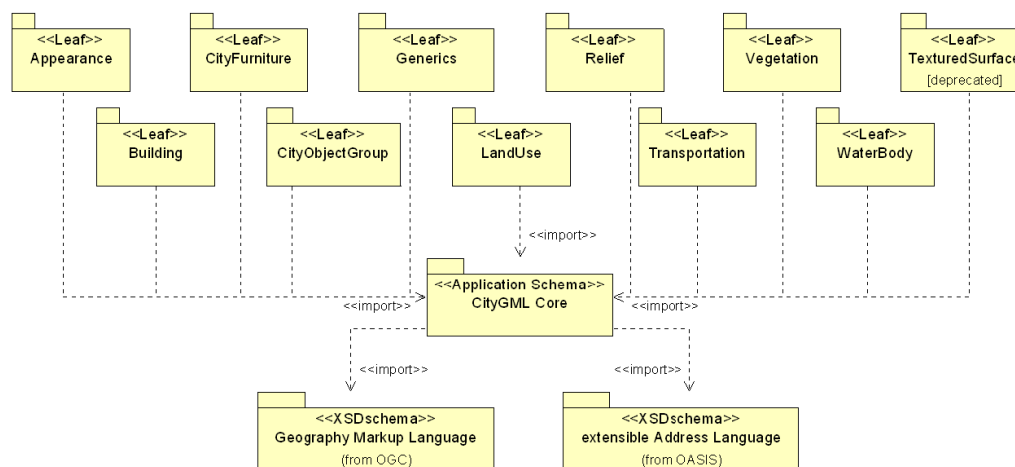 <<Leaf>>
Appearance
<<Leaf>>
CityFurniture
<<Leaf>>
Generics
<<Leaf>>
Relief
<<Leaf>>
Vegetation
<<Leaf>>
TexturedSurface
[deprecated]
<<Leaf>>
Building
<<Leaf>>
CityObjectGroup
<<Leaf>>
LandUse
<<Leaf>>
Transportation
<<Leaf>>
WaterBody
<<import>>
<<Application Schema>>
CityGML Core
<<import>>
<<import>>
<<import>>
<<import>>
<<XSDschema>>
Geography Markup Language
(from OGC)
<<XSDschema>>
extensible Address Language
(from OASIS)